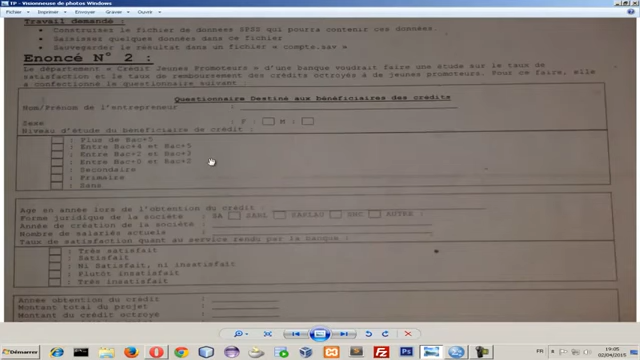 TP - Visionneuse de photos Windows
Fichier Imprimer Envoyer Graver Ouvrir
Travail demandé :
Construisez le fichier de données SPSS qui pourra contenir ces données.
Saisissez quelques données dans ce fichier
Sauvegarder le résultat dans un fichier « compte.sav »
Enoncé N° 2 :
Le département « Crédit Jeunes Promoteurs » d'une banque voudrait faire une étude sur le taux de
satisfaction et le taux de remboursement des crédits octroyés à de jeunes promoteurs. Pour ce faire, elle
a confectionné le questionnaire suivant
Questionnaire Destiné aux bénéficiaires des crédits
Nom/Prénom de l'entrepreneur :
Sexe : F : M :
Niveau d'étude du bénéficiaire de crédit :
: Plus de Bac+5
: Entre Bac+4 et Bac+5
: Entre Bac+2 et Bac+3
: Entre Bac+0 et Bac+2
: Secondaire
: Primaire
: Sans
Age en année lors de l'obtention du crédit :
Forme juridique de la société : SA SARL SARLAU SNC AUTRE :
Année de création de la société :
Nombre de salariés actuels :
Taux de satisfaction quant au service rendu par la banque :
: Très satisfait
: Satisfait
: Ni Satisfait, ni insatisfait
: Plutôt insatisfait
: Très insatisfait
Année obtention du crédit :
Montant total du projet :
Montant du crédit octroyé :
Démarrer
FR
19:05
02/04/2015